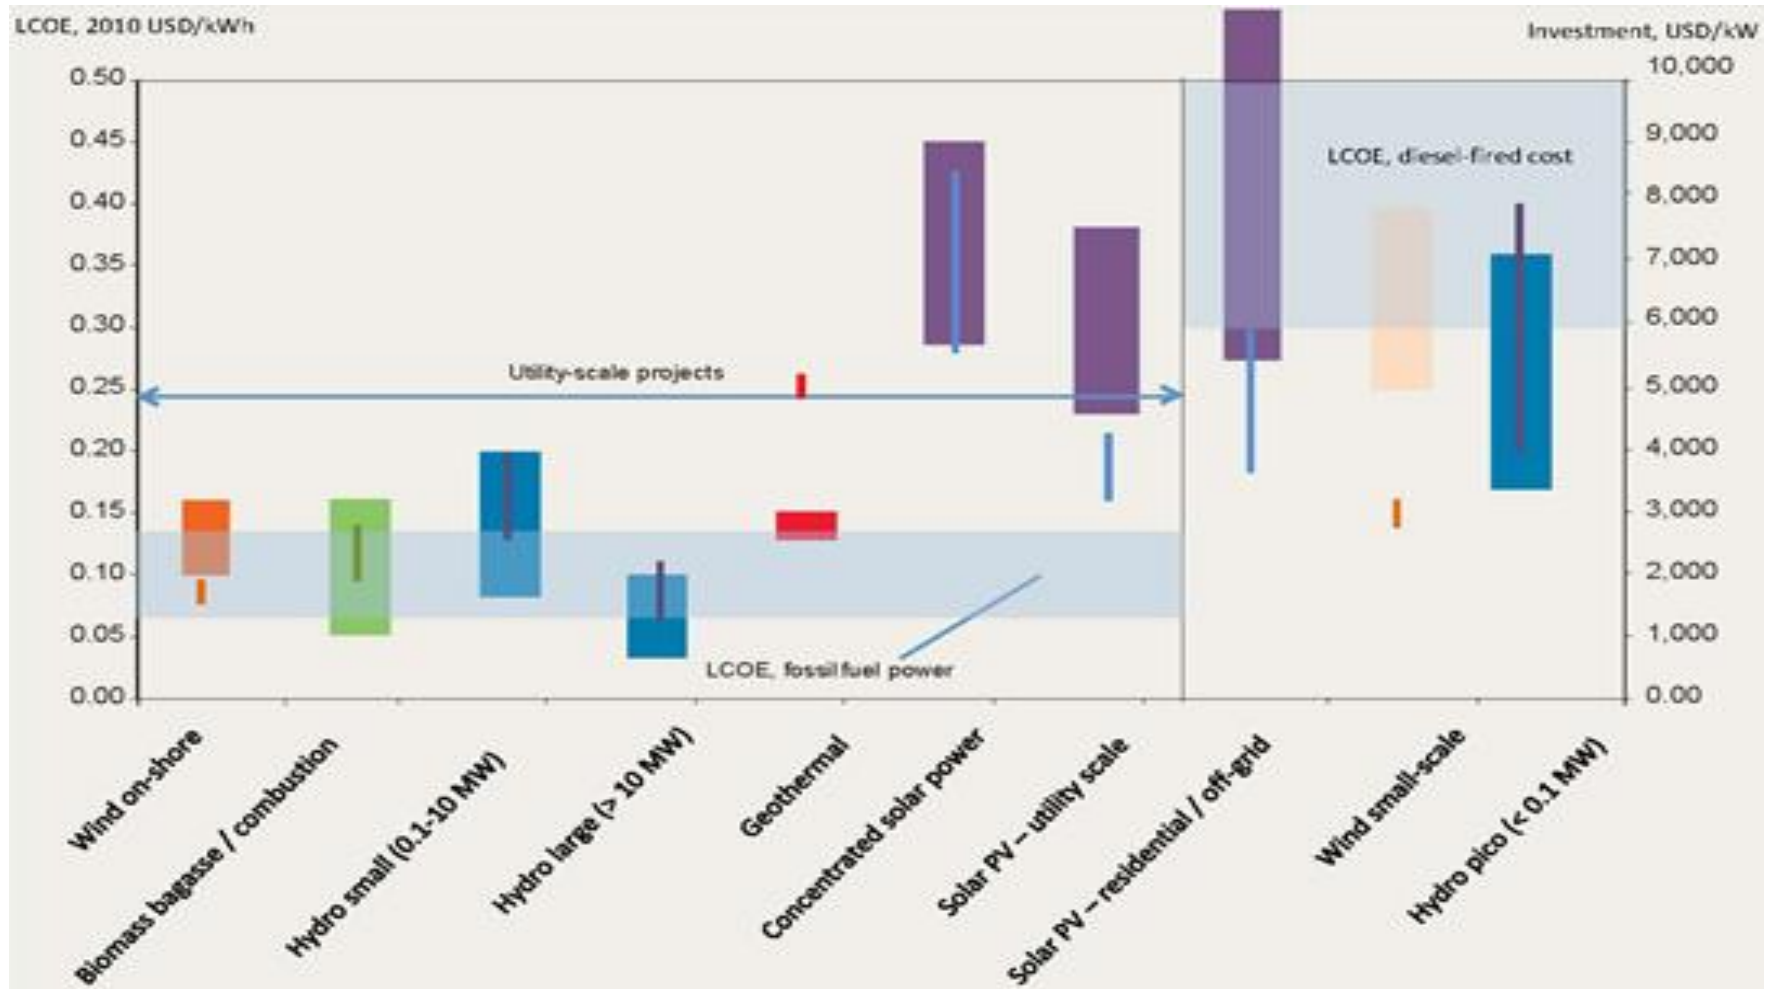 LCOE, 2010 USD/kWh
Investment, USD/kW
0.50
0.45
0.40
0.35
0.30
0.25
0.20
0.15
0.10
0.05
0.00
10,000
9,000
8,000
7,000
6,000
5,000
4,000
3,000
2,000
1,000
0.00
LCOE, diesel-fired cost
Utility-scale projects
LCOE, fossil fuel power
Wind on-shore
Biomass bagasse / combustion
Hydro small (0.1-10 MW)
Hydro large (> 10 MW)
Geothermal
Concentrated solar power
Solar PV – utility scale
Solar PV – residential / off-grid
Wind small-scale
Hydro pico (< 0.1 MW)